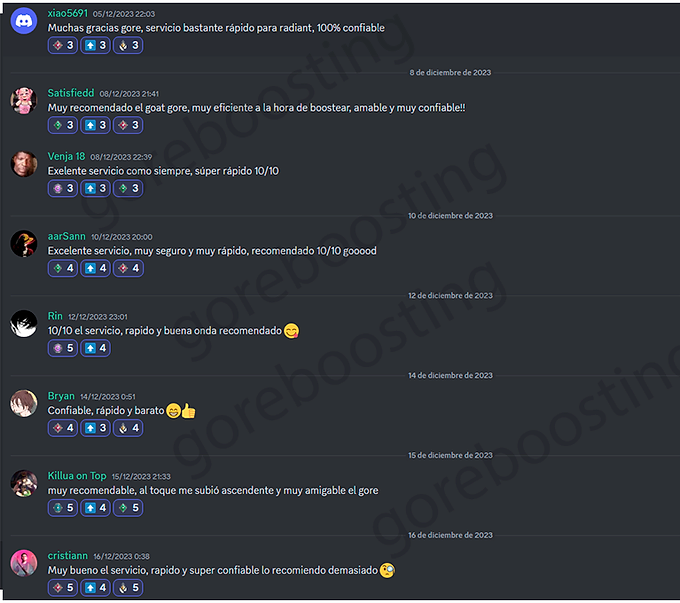 xiao5691 05/12/2023 22:03
Muchas gracias gore, servicio bastante rápido para radiant, 100% confiable
3 3 3
8 de diciembre de 2023
Satisfiedd 08/12/2023 21:41
Muy recomendado el goat gore, muy eficiente a la hora de boostear, amable y muy confiable!!
3 3 3
Venja 18 08/12/2023 22:39
Exelente servicio como siempre, súper rápido 10/10
3 3 3
10 de diciembre de 2023
aarSann 10/12/2023 20:00
Excelente servicio, muy seguro y muy rápido, recomendado 10/10 gooood
4 4 4
12 de diciembre de 2023
Rin 12/12/2023 23:01
10/10 el servicio, rapido y buena onda recomendado 😋
5 4
14 de diciembre de 2023
Bryan 14/12/2023 0:51
Confiable, rápido y barato 😁👍
4 3 4
15 de diciembre de 2023
Killua on Top 15/12/2023 21:33
muy recomendable, al toque me subió ascendente y muy amigable el gore
5 4 5
16 de diciembre de 2023
cristiann 16/12/2023 0:38
Muy bueno el servicio, rapido y super confiable lo recomiendo demasiado 🧐
5 4 5
goreboosting
goreboosting
goreboosting
goreboosting